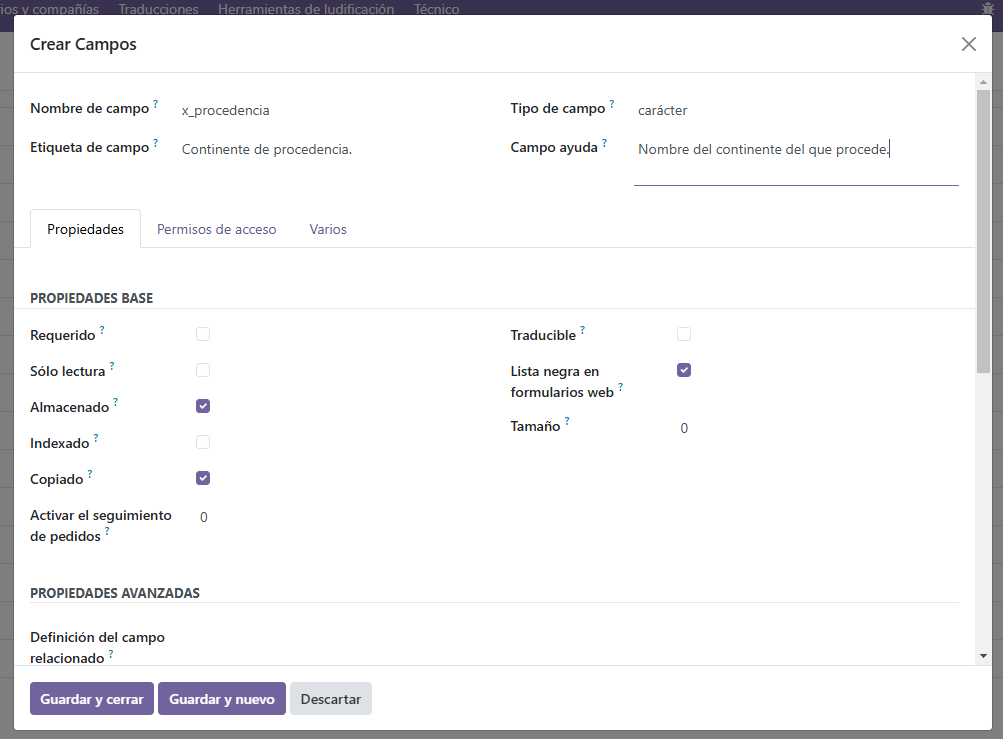 ios y compañías Traducciones Herramientas de ludificación Técnico
Crear Campos
Nombre de campo ? x_procedencia Tipo de campo ? carácter
Etiqueta de campo ? Continente de procedencia. Campo ayuda ? Nombre del continente del que procede.
Propiedades Permisos de acceso Varios
PROPIEDADES BASE
Requerido ? Traducible ?
Sólo lectura ? Lista negra en
formularios web ?
Almacenado ?
Tamaño ? 0
Indexado ?
Copiado ?
Activar el seguimiento 0
de pedidos ?
PROPIEDADES AVANZADAS
Definición del campo
relacionado ?
Guardar y cerrar Guardar y nuevo Descartar